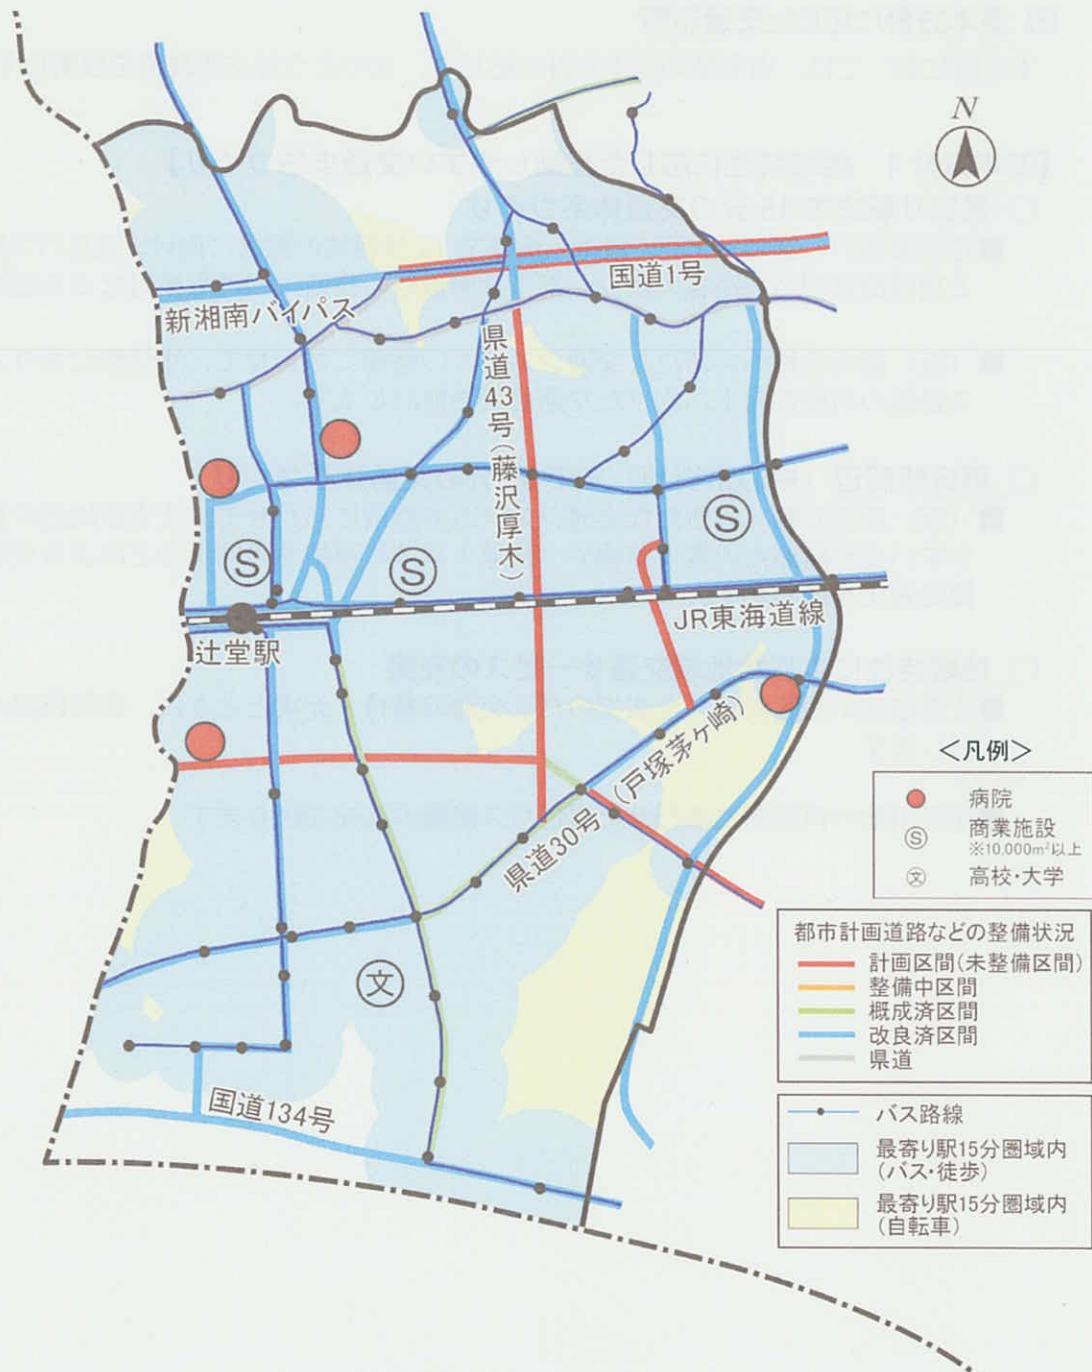 N
国道1号
新湘南バイパス
県道43号(藤沢厚木)
S
S
S
JR東海道線
辻堂駅
県道30号(戸塚茅ヶ崎)
文
国道134号
<凡例>
病院
S 商業施設
※10,000m²以上
文 高校・大学
都市計画道路などの整備状況
計画区間(未整備区間)
整備中区間
概成済区間
改良済区間
県道
バス路線
最寄り駅15分圏域内
(バス・徒歩)
最寄り駅15分圏域内
(自転車)